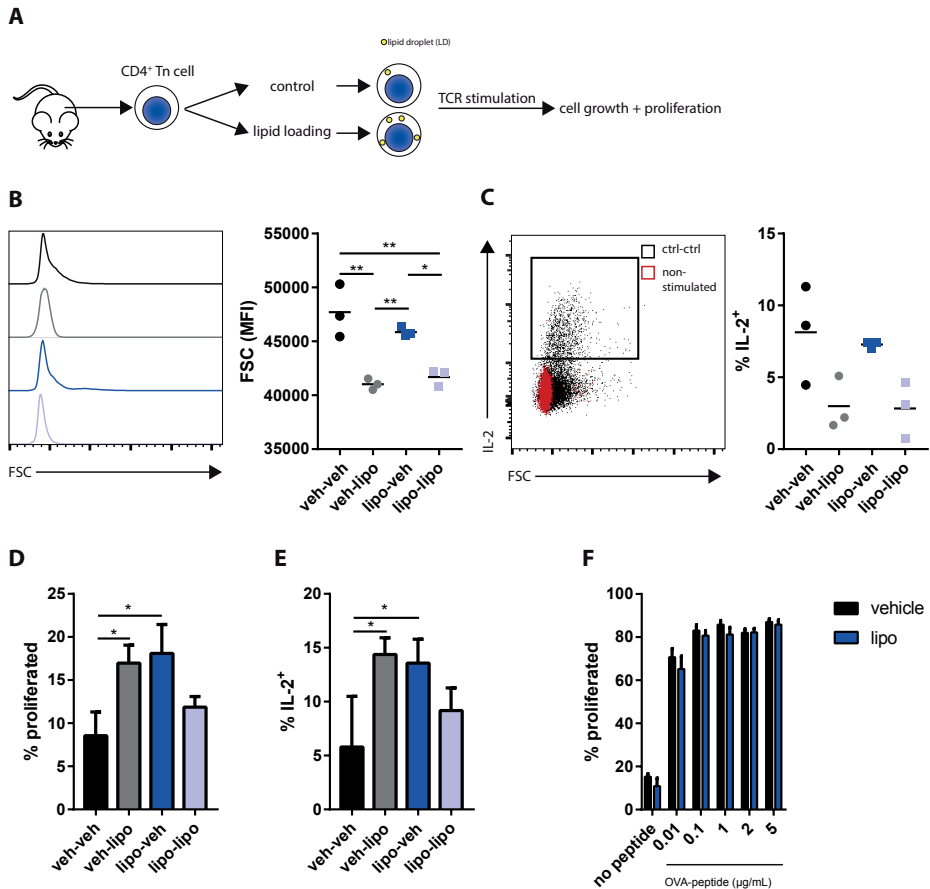 A
lipid droplet (LD)
CD4⁺ Tn cell
control
lipid loading
TCR stimulation
cell growth + proliferation
B
FSC
FSC (MFI)
55000
50000
45000
40000
35000
**
**
**
*
veh-veh
veh-lipo
lipo-veh
lipo-lipo
C
IL-2
FSC
ctrl-ctrl
non-
stimulated
% IL-2⁺
15
10
5
0
veh-veh
veh-lipo
lipo-veh
lipo-lipo
D
% proliferated
25
20
15
10
5
0
*
*
veh-veh
veh-lipo
lipo-veh
lipo-lipo
E
% IL-2⁺
20
15
10
5
0
*
*
veh-veh
veh-lipo
lipo-veh
lipo-lipo
F
% proliferated
100
80
60
40
20
0
no peptide
0.01
0.1
1
2
5
OVA-peptide (µg/mL)
vehicle
lipo